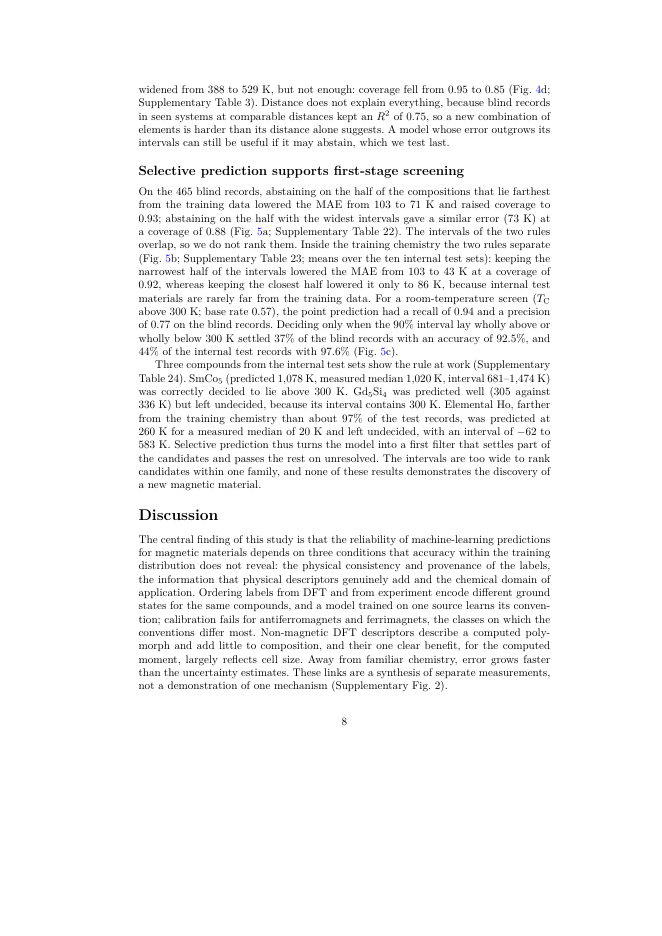 widened from 388 to 529 K, but not enough: coverage fell from 0.95 to 0.85 (Fig. 4d;
Supplementary Table 3). Distance does not explain everything, because blind records
in seen systems at comparable distances kept an R² of 0.75, so a new combination of
elements is harder than its distance alone suggests. A model whose error outgrows its
intervals can still be useful if it may abstain, which we test last.
Selective prediction supports first-stage screening
On the 465 blind records, abstaining on the half of the compositions that lie farthest
from the training data lowered the MAE from 103 to 71 K and raised coverage to
0.93; abstaining on the half with the widest intervals gave a similar error (73 K) at
a coverage of 0.88 (Fig. 5a; Supplementary Table 22). The intervals of the two rules
overlap, so we do not rank them. Inside the training chemistry the two rules separate
(Fig. 5b; Supplementary Table 23; means over the ten internal test sets): keeping the
narrowest half of the intervals lowered the MAE from 103 to 43 K at a coverage of
0.92, whereas keeping the closest half lowered it only to 86 K, because internal test
materials are rarely far from the training data. For a room-temperature screen (T_C
above 300 K; base rate 0.57), the point prediction had a recall of 0.94 and a precision
of 0.77 on the blind records. Deciding only when the 90% interval lay wholly above or
wholly below 300 K settled 37% of the blind records with an accuracy of 92.5%, and
44% of the internal test records with 97.6% (Fig. 5c).
Three compounds from the internal test sets show the rule at work (Supplementary
Table 24). SmCo₅ (predicted 1,078 K, measured median 1,020 K, interval 681–1,474 K)
was correctly decided to lie above 300 K. Gd₅Si₄ was predicted well (305 against
336 K) but left undecided, because its interval contains 300 K. Elemental Ho, farther
from the training chemistry than about 97% of the test records, was predicted at
260 K for a measured median of 20 K and left undecided, with an interval of −62 to
583 K. Selective prediction thus turns the model into a first filter that settles part of
the candidates and passes the rest on unresolved. The intervals are too wide to rank
candidates within one family, and none of these results demonstrates the discovery of
a new magnetic material.
Discussion
The central finding of this study is that the reliability of machine-learning predictions
for magnetic materials depends on three conditions that accuracy within the training
distribution does not reveal: the physical consistency and provenance of the labels,
the information that physical descriptors genuinely add and the chemical domain of
application. Ordering labels from DFT and from experiment encode different ground
states for the same compounds, and a model trained on one source learns its conven-
tion; calibration fails for antiferromagnets and ferrimagnets, the classes on which the
conventions differ most. Non-magnetic DFT descriptors describe a computed poly-
morph and add little to composition, and their one clear benefit, for the computed
moment, largely reflects cell size. Away from familiar chemistry, error grows faster
than the uncertainty estimates. These links are a synthesis of separate measurements,
not a demonstration of one mechanism (Supplementary Fig. 2).
8